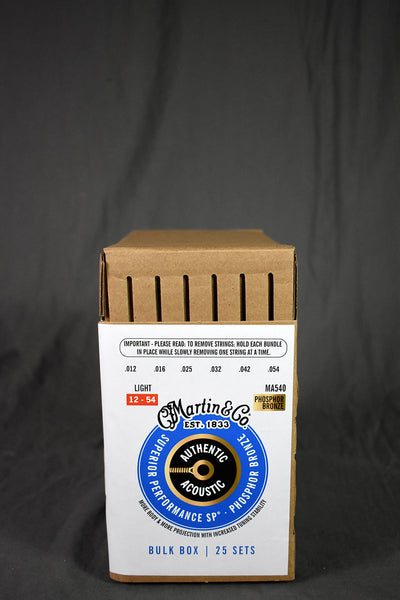 IMPORTANT - PLEASE READ: TO REMOVE STRINGS: HOLD EACH BUNDLE
IN PLACE WHILE SLOWLY REMOVING ONE STRING AT A TIME.
.012 .016 .025 .032 .042 .054
LIGHT MA540
12 - 54 PHOSPHOR BRONZE
C.F. Martin & Co.
EST. 1833
AUTHENTIC
ACOUSTIC
SUPERIOR PERFORMANCE SP® · PHOSPHOR BRONZE
MORE BODY & MORE PROJECTION WITH INCREASED TUNING STABILITY
BULK BOX | 25 SETS